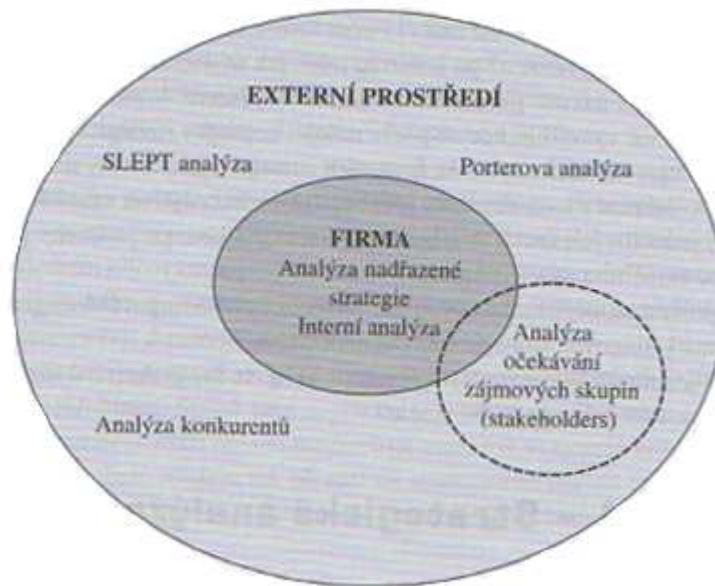 EXTERNÍ PROSTŘEDÍ
SLEPT analýza
Porterova analýza
FIRMA
Analýza nadřazené
strategie
Interní analýza
Analýza
očekávání
zájmových skupin
(stakeholders)
Analýza konkurentů